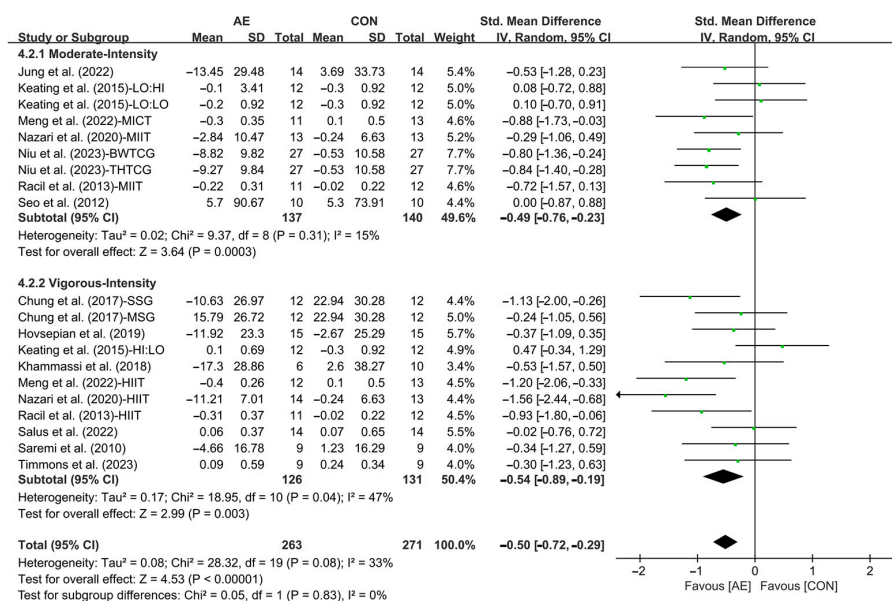 AE CON Std. Mean Difference Std. Mean Difference
Study or Subgroup Mean SD Total Mean SD Total Weight IV, Random, 95% CI IV, Random, 95% CI
4.2.1 Moderate-Intensity
Jung et al. (2022) −13.45 29.48 14 3.69 33.73 14 5.4% −0.53 [−1.28, 0.23]
Keating et al. (2015)-LO:HI −0.1 3.41 12 −0.3 0.92 12 5.0% 0.08 [−0.72, 0.88]
Keating et al. (2015)-LO:LO −0.2 0.92 12 −0.3 0.92 12 5.0% 0.10 [−0.70, 0.91]
Meng et al. (2022)-MICT −0.3 0.35 11 0.1 0.5 13 4.6% −0.88 [−1.73, −0.03]
Nazari et al. (2020)-MIIT −2.84 10.47 13 −0.24 6.63 13 5.2% −0.29 [−1.06, 0.49]
Niu et al. (2023)-BWTCG −8.82 9.82 27 −0.53 10.58 27 7.7% −0.80 [−1.36, −0.24]
Niu et al. (2023)-THTCG −9.27 9.84 27 −0.53 10.58 27 7.7% −0.84 [−1.40, −0.28]
Racil et al. (2013)-MIIT −0.22 0.31 11 −0.02 0.22 12 4.6% −0.72 [−1.57, 0.13]
Seo et al. (2012) 5.7 90.67 10 5.3 73.91 10 4.5% 0.00 [−0.87, 0.88]
Subtotal (95% CI) 137 140 49.6% −0.49 [−0.76, −0.23]
Heterogeneity: Tau² = 0.02; Chi² = 9.37, df = 8 (P = 0.31); I² = 15%
Test for overall effect: Z = 3.64 (P = 0.0003)
4.2.2 Vigorous-Intensity
Chung et al. (2017)-SSG −10.63 26.97 12 22.94 30.28 12 4.4% −1.13 [−2.00, −0.26]
Chung et al. (2017)-MSG 15.79 26.72 12 22.94 30.28 12 5.0% −0.24 [−1.05, 0.56]
Hovsepian et al. (2019) −11.92 23.3 15 −2.67 25.29 15 5.6% −0.37 [−1.09, 0.35]
Keating et al. (2015)-HI:LO 0.1 0.69 12 −0.3 0.92 12 4.9% 0.47 [−0.34, 1.29]
Khammassi et al. (2018) −17.3 28.86 6 2.6 38.27 10 3.5% −0.53 [−1.57, 0.50]
Meng et al. (2022)-HIIT −0.4 0.26 12 0.1 0.5 13 4.5% −1.20 [−2.06, −0.33]
Nazari et al. (2020)-HIIT −11.21 7.01 14 −0.24 6.63 13 4.4% −1.56 [−2.44, −0.68]
Racil et al. (2013)-HIIT −0.31 0.37 11 −0.02 0.22 12 4.4% −0.93 [−1.80, −0.06]
Salus et al. (2022) 0.06 0.37 14 0.07 0.65 14 5.5% −0.02 [−0.76, 0.72]
Saremi et al. (2010) −4.66 16.78 9 1.23 16.29 9 4.2% −0.34 [−1.27, 0.59]
Timmons et al. (2023) 0.09 0.59 9 0.24 0.34 9 4.2% −0.30 [−1.23, 0.63]
Subtotal (95% CI) 126 131 50.4% −0.54 [−0.89, −0.19]
Heterogeneity: Tau² = 0.17; Chi² = 18.95, df = 10 (P = 0.04); I² = 47%
Test for overall effect: Z = 2.99 (P = 0.003)
Total (95% CI) 263 271 100.0% −0.50 [−0.72, −0.29]
Heterogeneity: Tau² = 0.08; Chi² = 28.32, df = 19 (P = 0.08); I² = 33%
Test for overall effect: Z = 4.53 (P < 0.00001)
Test for subgroup differences: Chi² = 0.05, df = 1 (P = 0.83), I² = 0%
−2 −1 0 1 2
Favous [AE] Favous [CON]